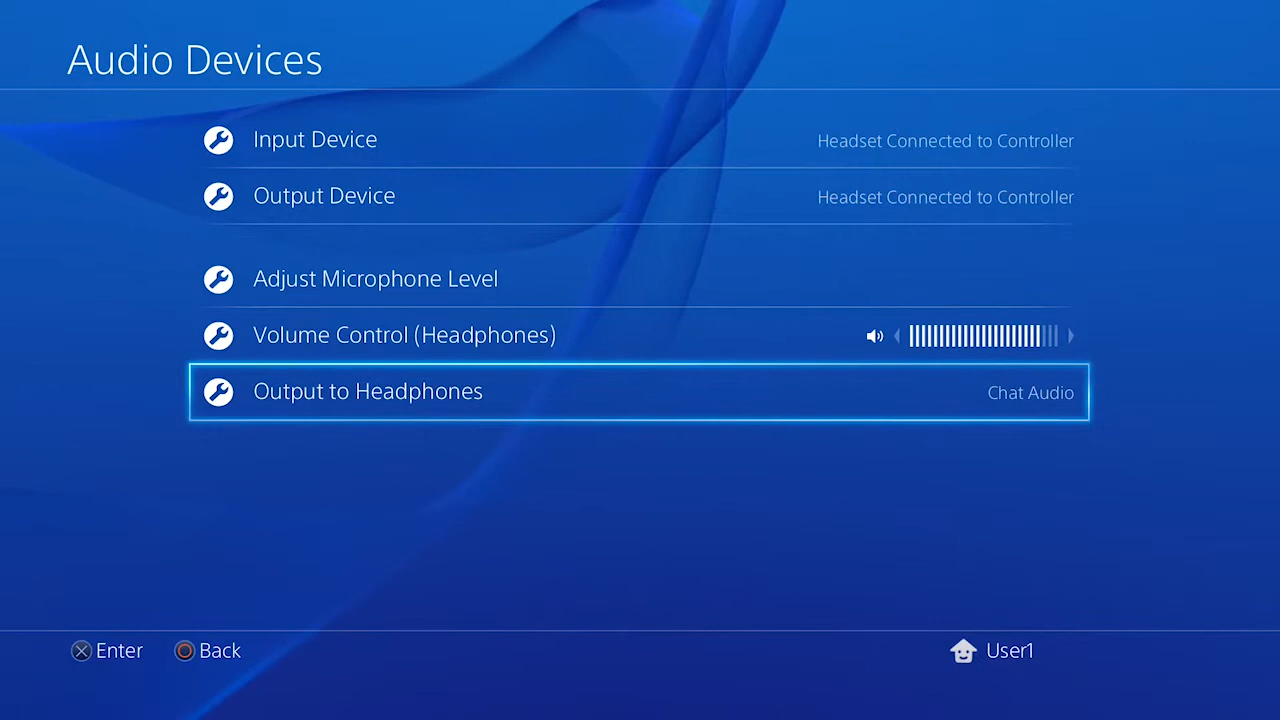 Audio Devices
Input Device Headset Connected to Controller
Output Device Headset Connected to Controller
Adjust Microphone Level
Volume Control (Headphones)
Output to Headphones Chat Audio
Enter Back User1